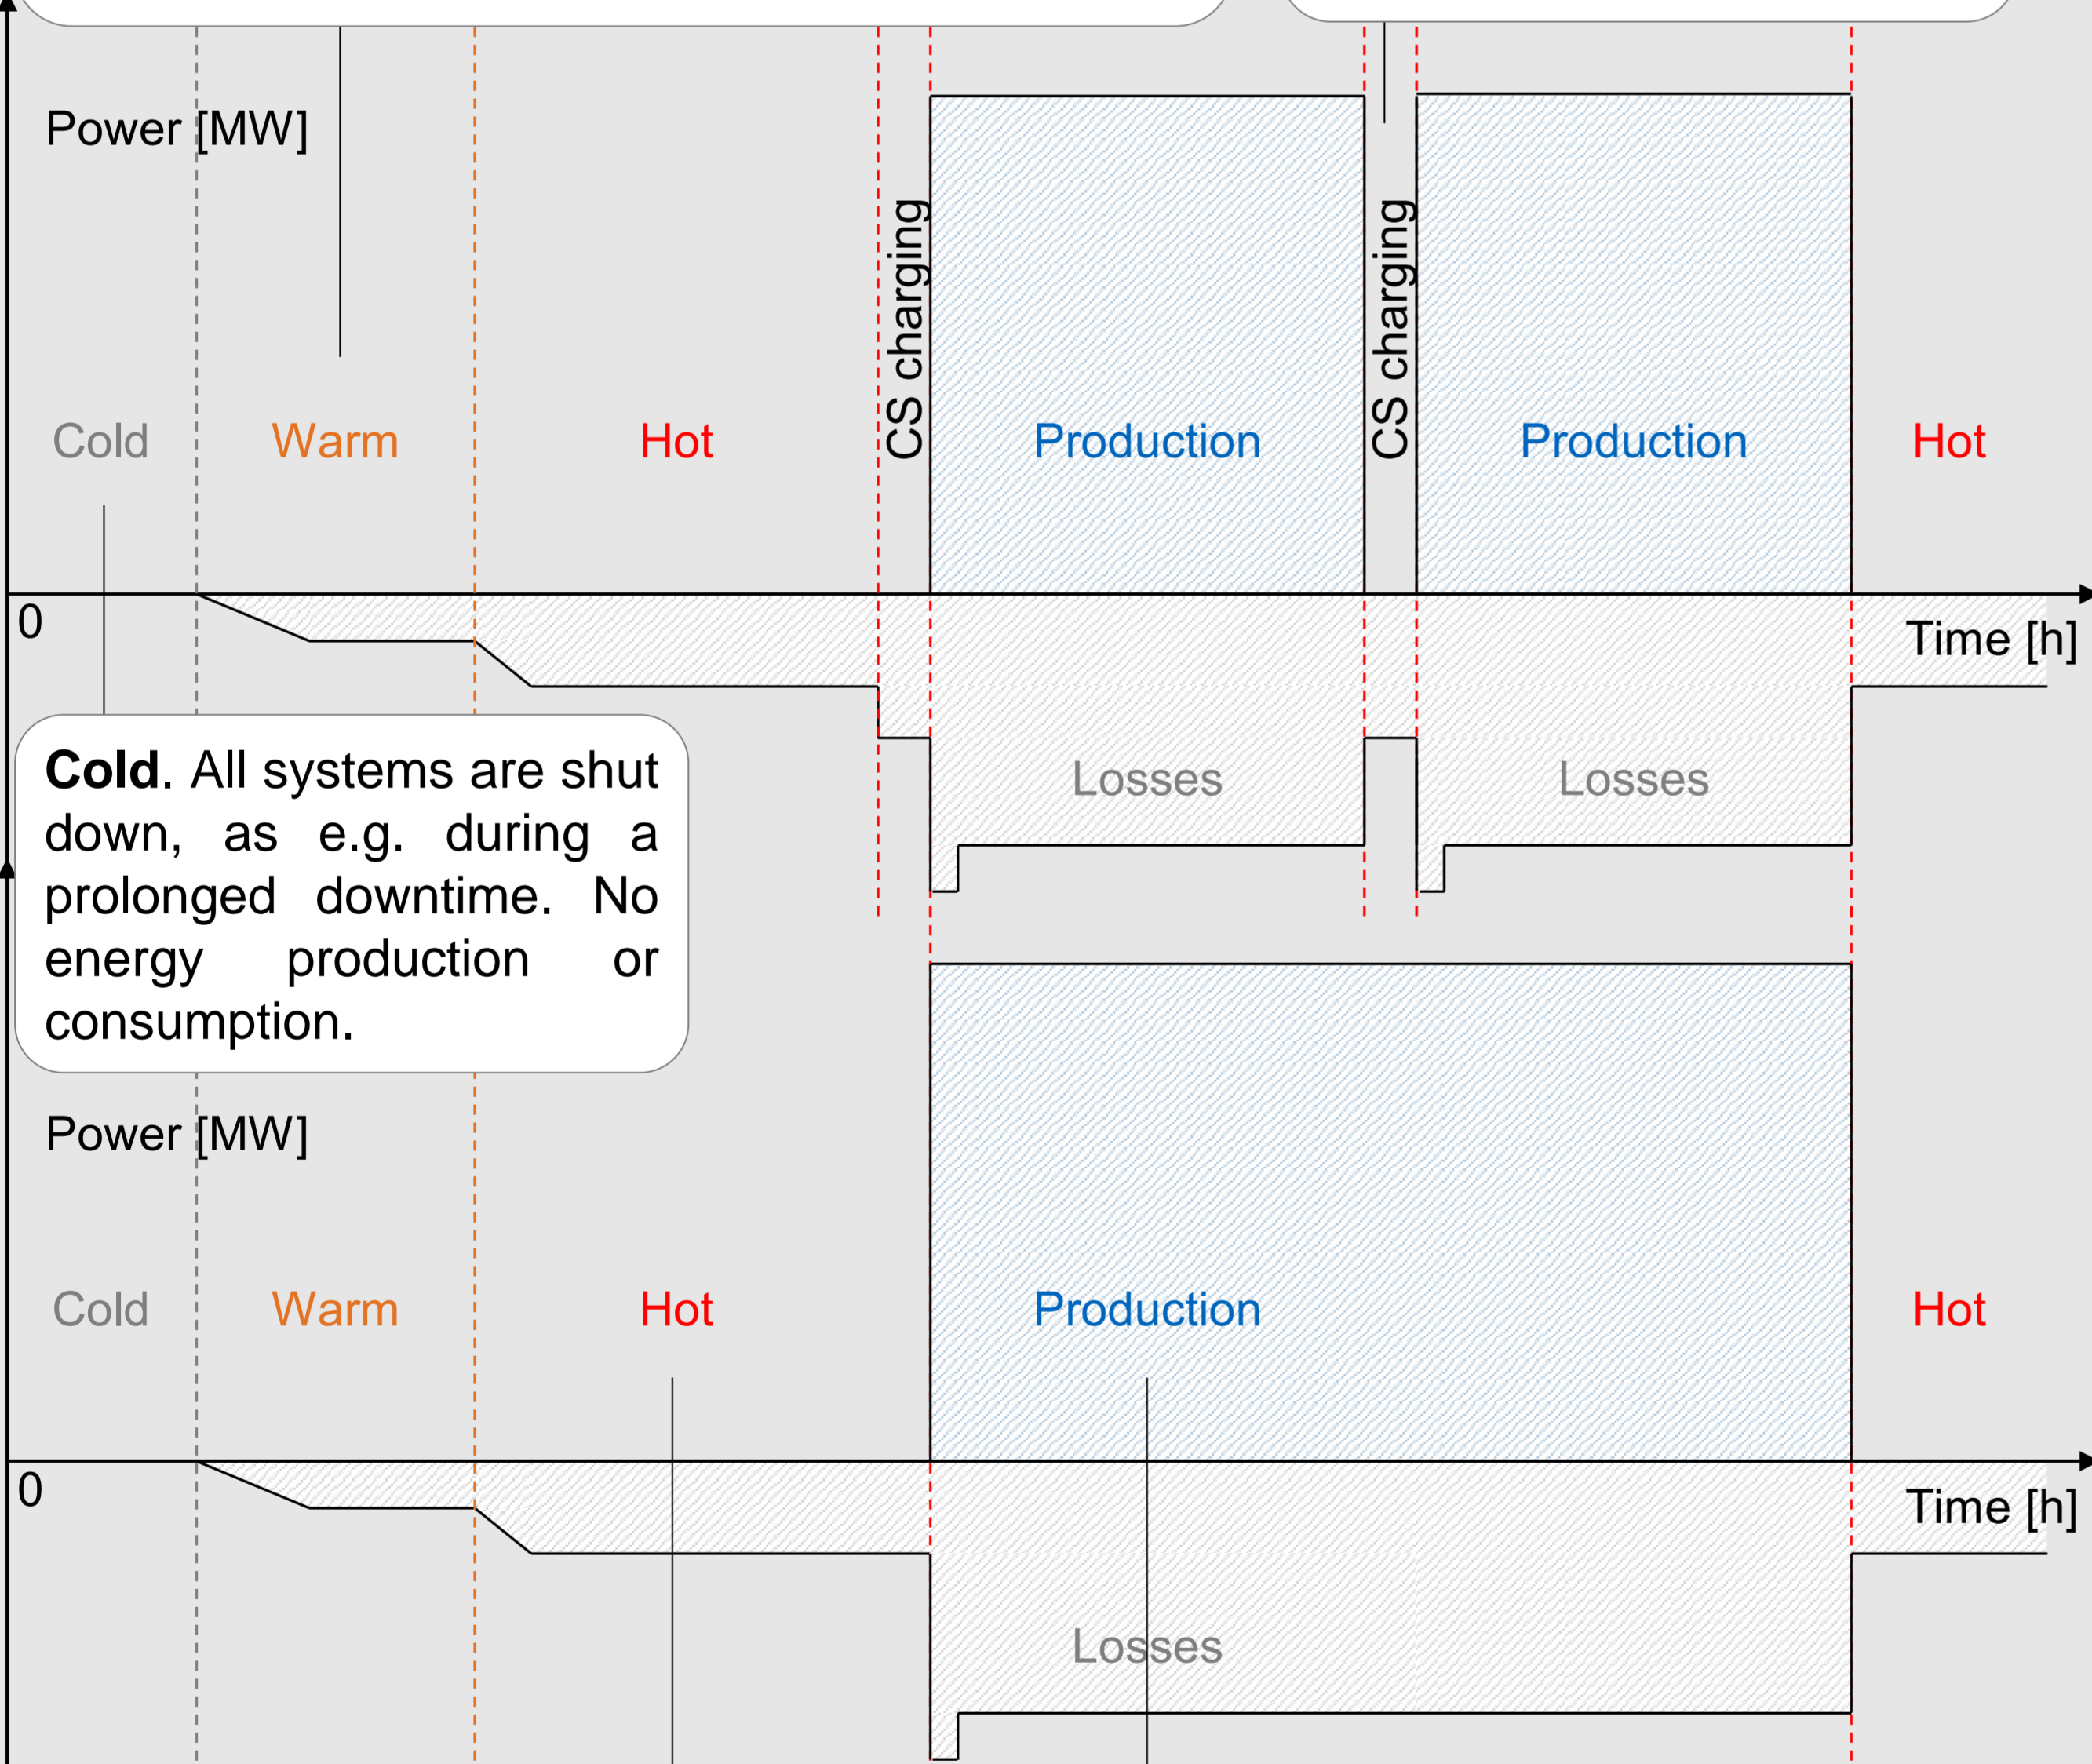 Power [MW]
CS charging
CS charging
Cold
Warm
Hot
Production
Production
Hot
0
Time [h]
Losses
Losses
Cold. All systems are shut
down, as e.g. during a
prolonged downtime. No
energy production or
consumption.
Power [MW]
Cold
Warm
Hot
Production
Hot
0
Time [h]
Losses